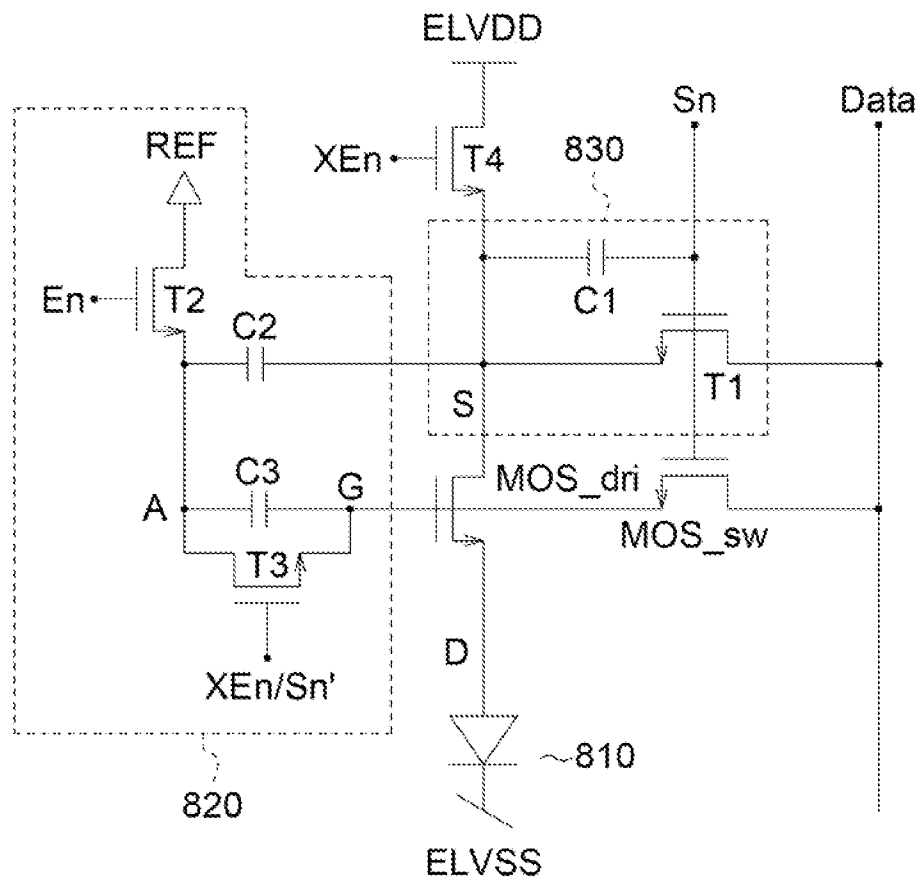 ELVDD
Sn
Data
REF
XEn
T4
830
En
T2
C2
C1
T1
S
C3
G
MOS_dri
A
MOS_sw
T3
D
XEn/Sn'
810
820
ELVSS